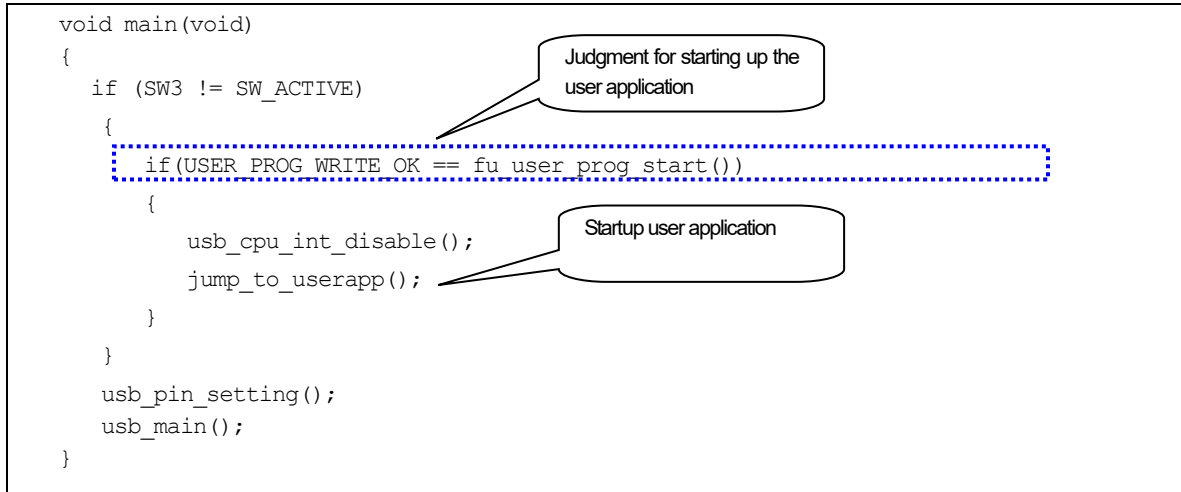 void main(void)
{
if (SW3 != SW_ACTIVE)
{
if(USER_PROG_WRITE_OK == fu_user_prog_start())
{
usb_cpu_int_disable();
jump_to_userapp();
}
}
usb_pin_setting();
usb_main();
}
Judgment for starting up the
user application
Startup user application